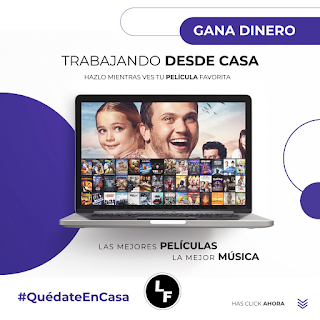 GANA DINERO
TRABAJANDO DESDE CASA
HAZLO MIENTRAS VES TU PELÍCULA FAVORITA
LAS MEJORES PELÍCULAS
LA MEJOR MÚSICA
#QuédateEnCasa
LF
HAS CLICK AHORA